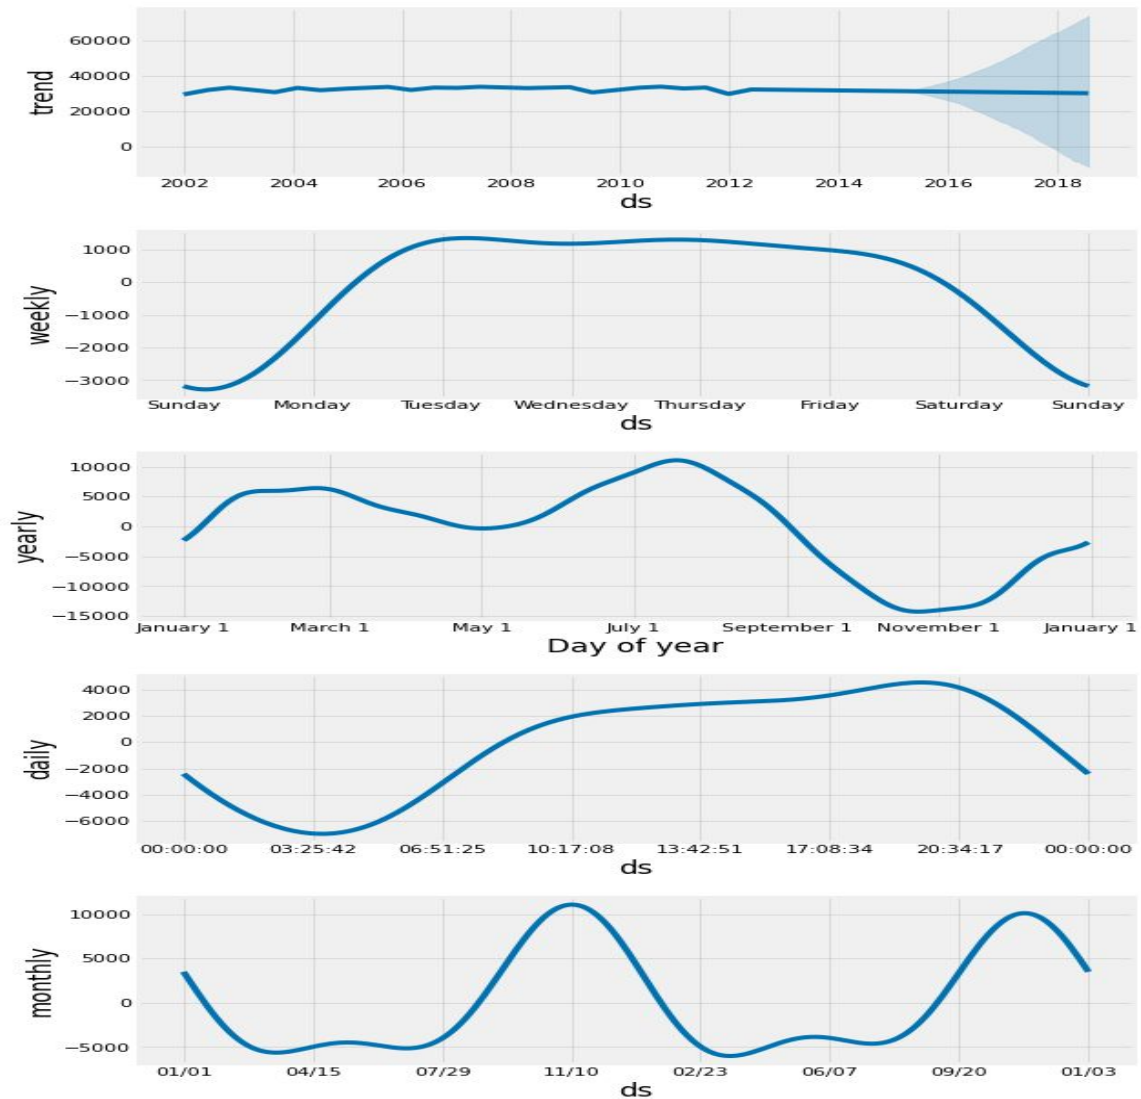 60000
40000
20000
0
trend
2002 2004 2006 2008 2010 2012 2014 2016 2018
ds
1000
0
−1000
−2000
−3000
weekly
Sunday Monday Tuesday Wednesday Thursday Friday Saturday Sunday
ds
10000
5000
0
−5000
−10000
−15000
yearly
January 1 March 1 May 1 July 1 September 1 November 1 January 1
Day of year
4000
2000
0
−2000
−4000
−6000
daily
00:00:00 03:25:42 06:51:25 10:17:08 13:42:51 17:08:34 20:34:17 00:00:00
ds
10000
5000
0
−5000
monthly
01/01 04/15 07/29 11/10 02/23 06/07 09/20 01/03
ds